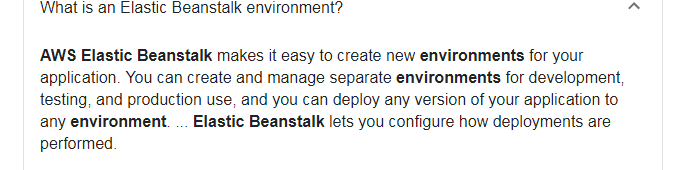 What is an Elastic Beanstalk environment?
AWS Elastic Beanstalk makes it easy to create new environments for your
application. You can create and manage separate environments for development,
testing, and production use, and you can deploy any version of your application to
any environment. ... Elastic Beanstalk lets you configure how deployments are
performed.